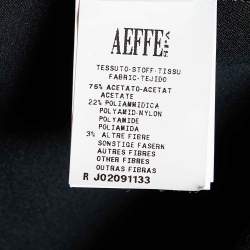 AEFFE SPA
TESSUTO-STOFF-TISSU
FABRIC-TEJIDO
75% ACETATO-ACETAT
ACETATE
22% POLIAMMIDICA
POLYAMID-NYLON
POLYAMIDE
POLIAMIDA
3% ALTRE FIBRE
SONSTIGE FASERN
AUTRES FIBRES
OTHER FIBRES
OUTRAS FIBRAS
R J02091133